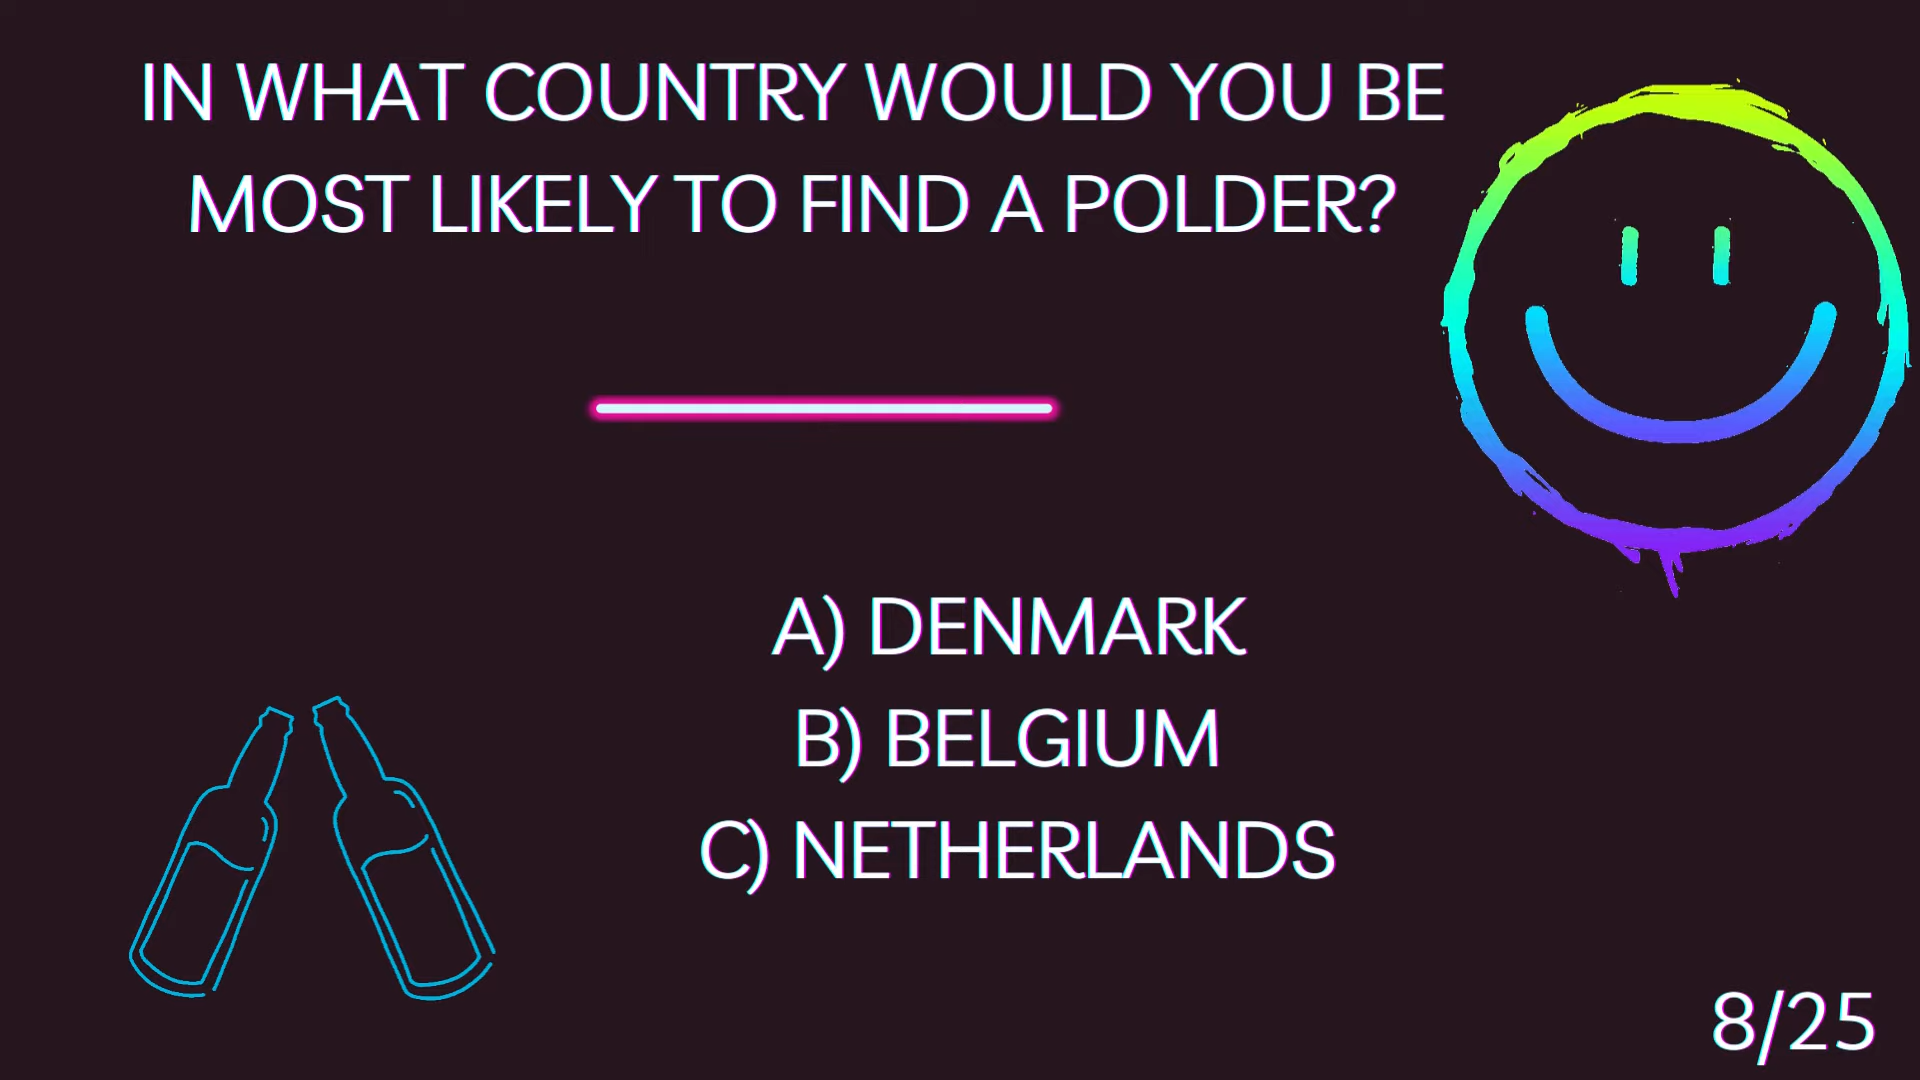 IN WHAT COUNTRY WOULD YOU BE
MOST LIKELY TO FIND A POLDER?
A) DENMARK
B) BELGIUM
C) NETHERLANDS
8/25